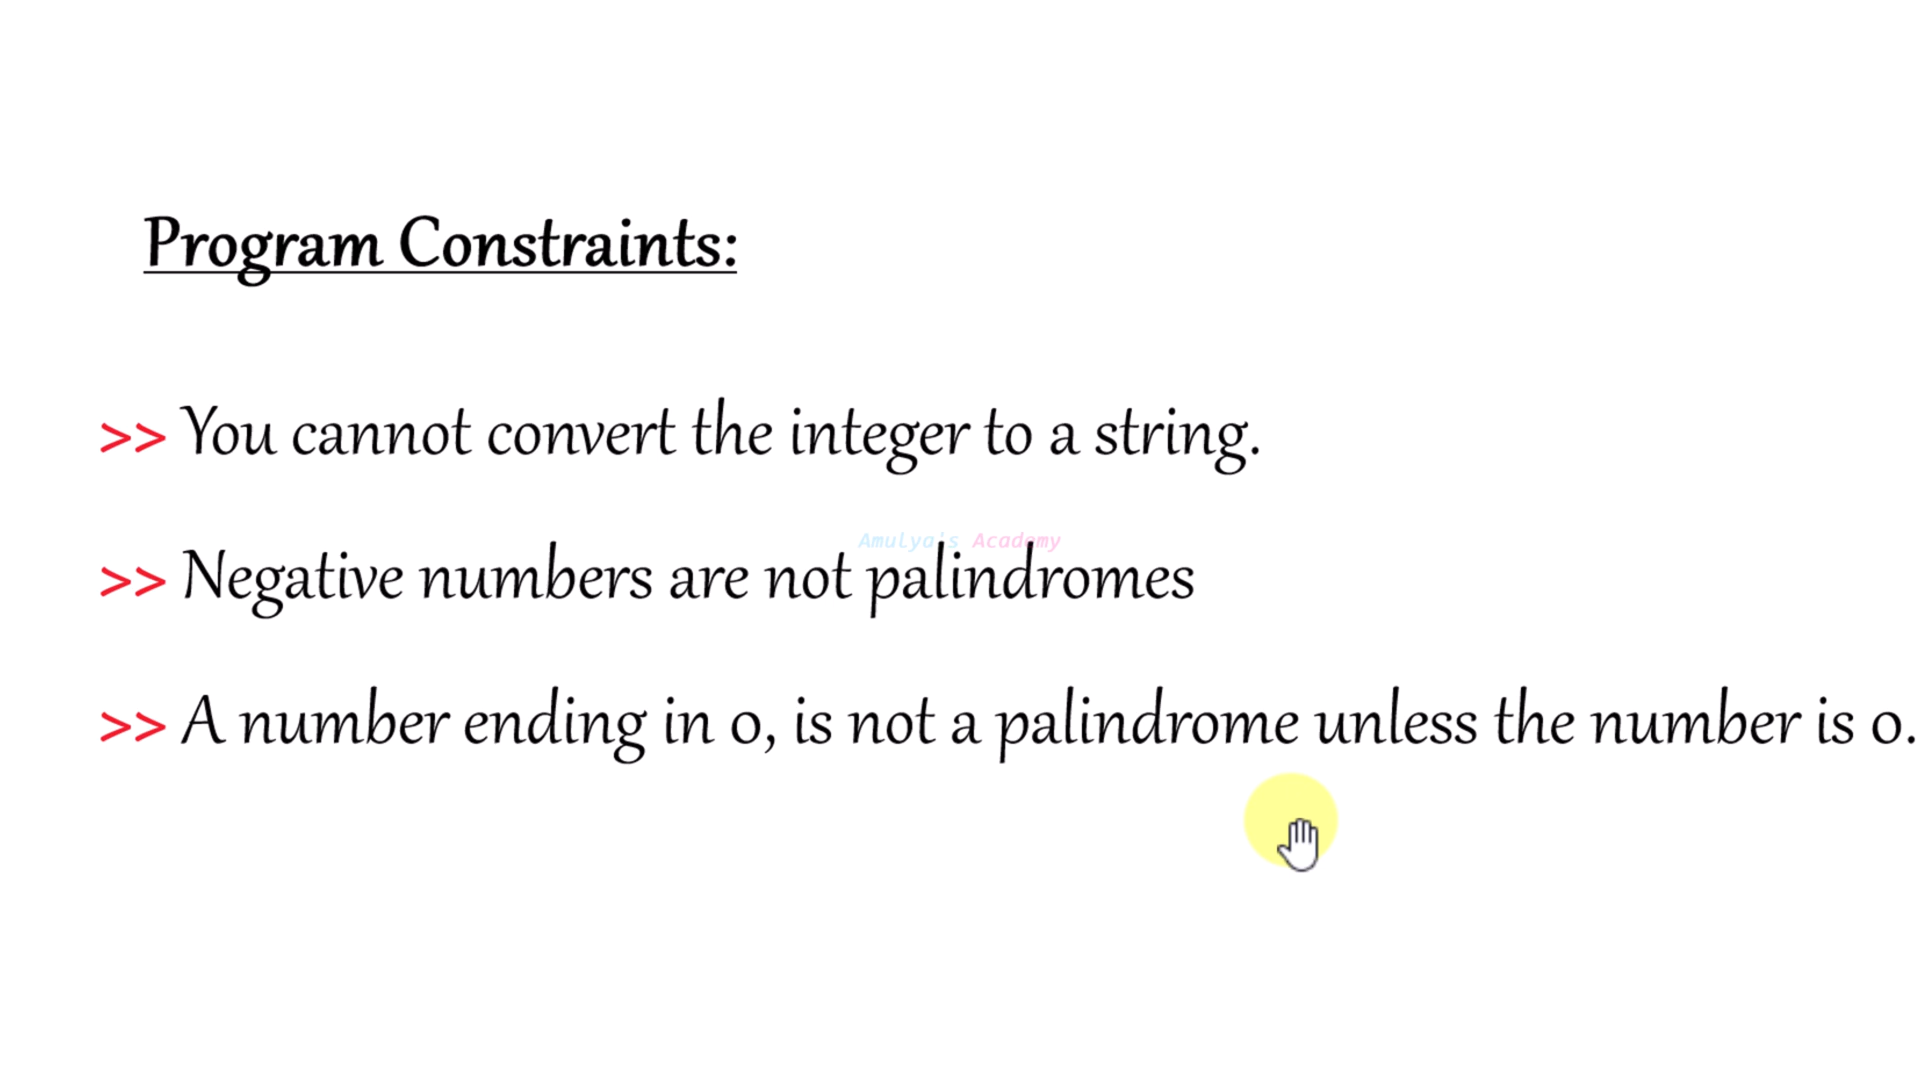 Program Constraints:
>> You cannot convert the integer to a string.
Amulya's Academy
>> Negative numbers are not palindromes
>> A number ending in 0, is not a palindrome unless the number is 0.